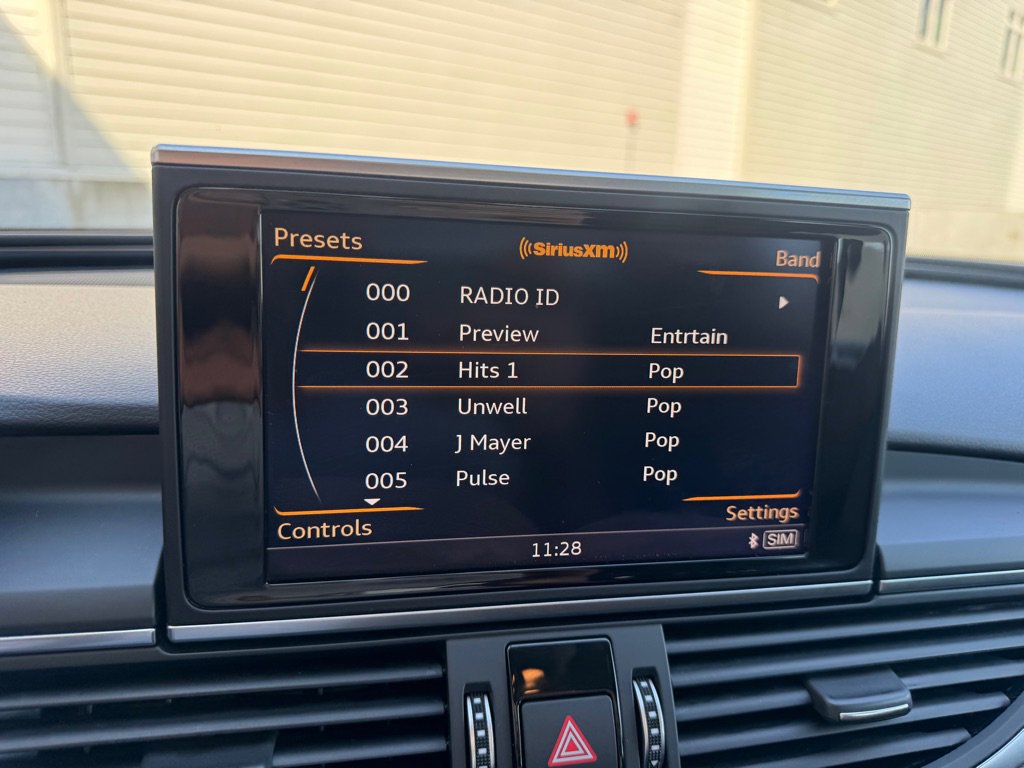 Presets
SiriusXM
Band
000 RADIO ID
001 Preview Entrtain
002 Hits 1 Pop
003 Unwell Pop
004 J Mayer Pop
005 Pulse Pop
Controls
Settings
11:28
SIM